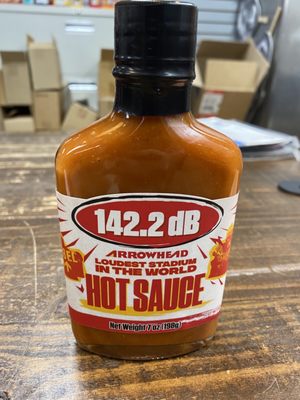 142.2 dB
ARROWHEAD
LOUDEST STADIUM
IN THE WORLD
HOT SAUCE
Net Weight 7 oz (198g)